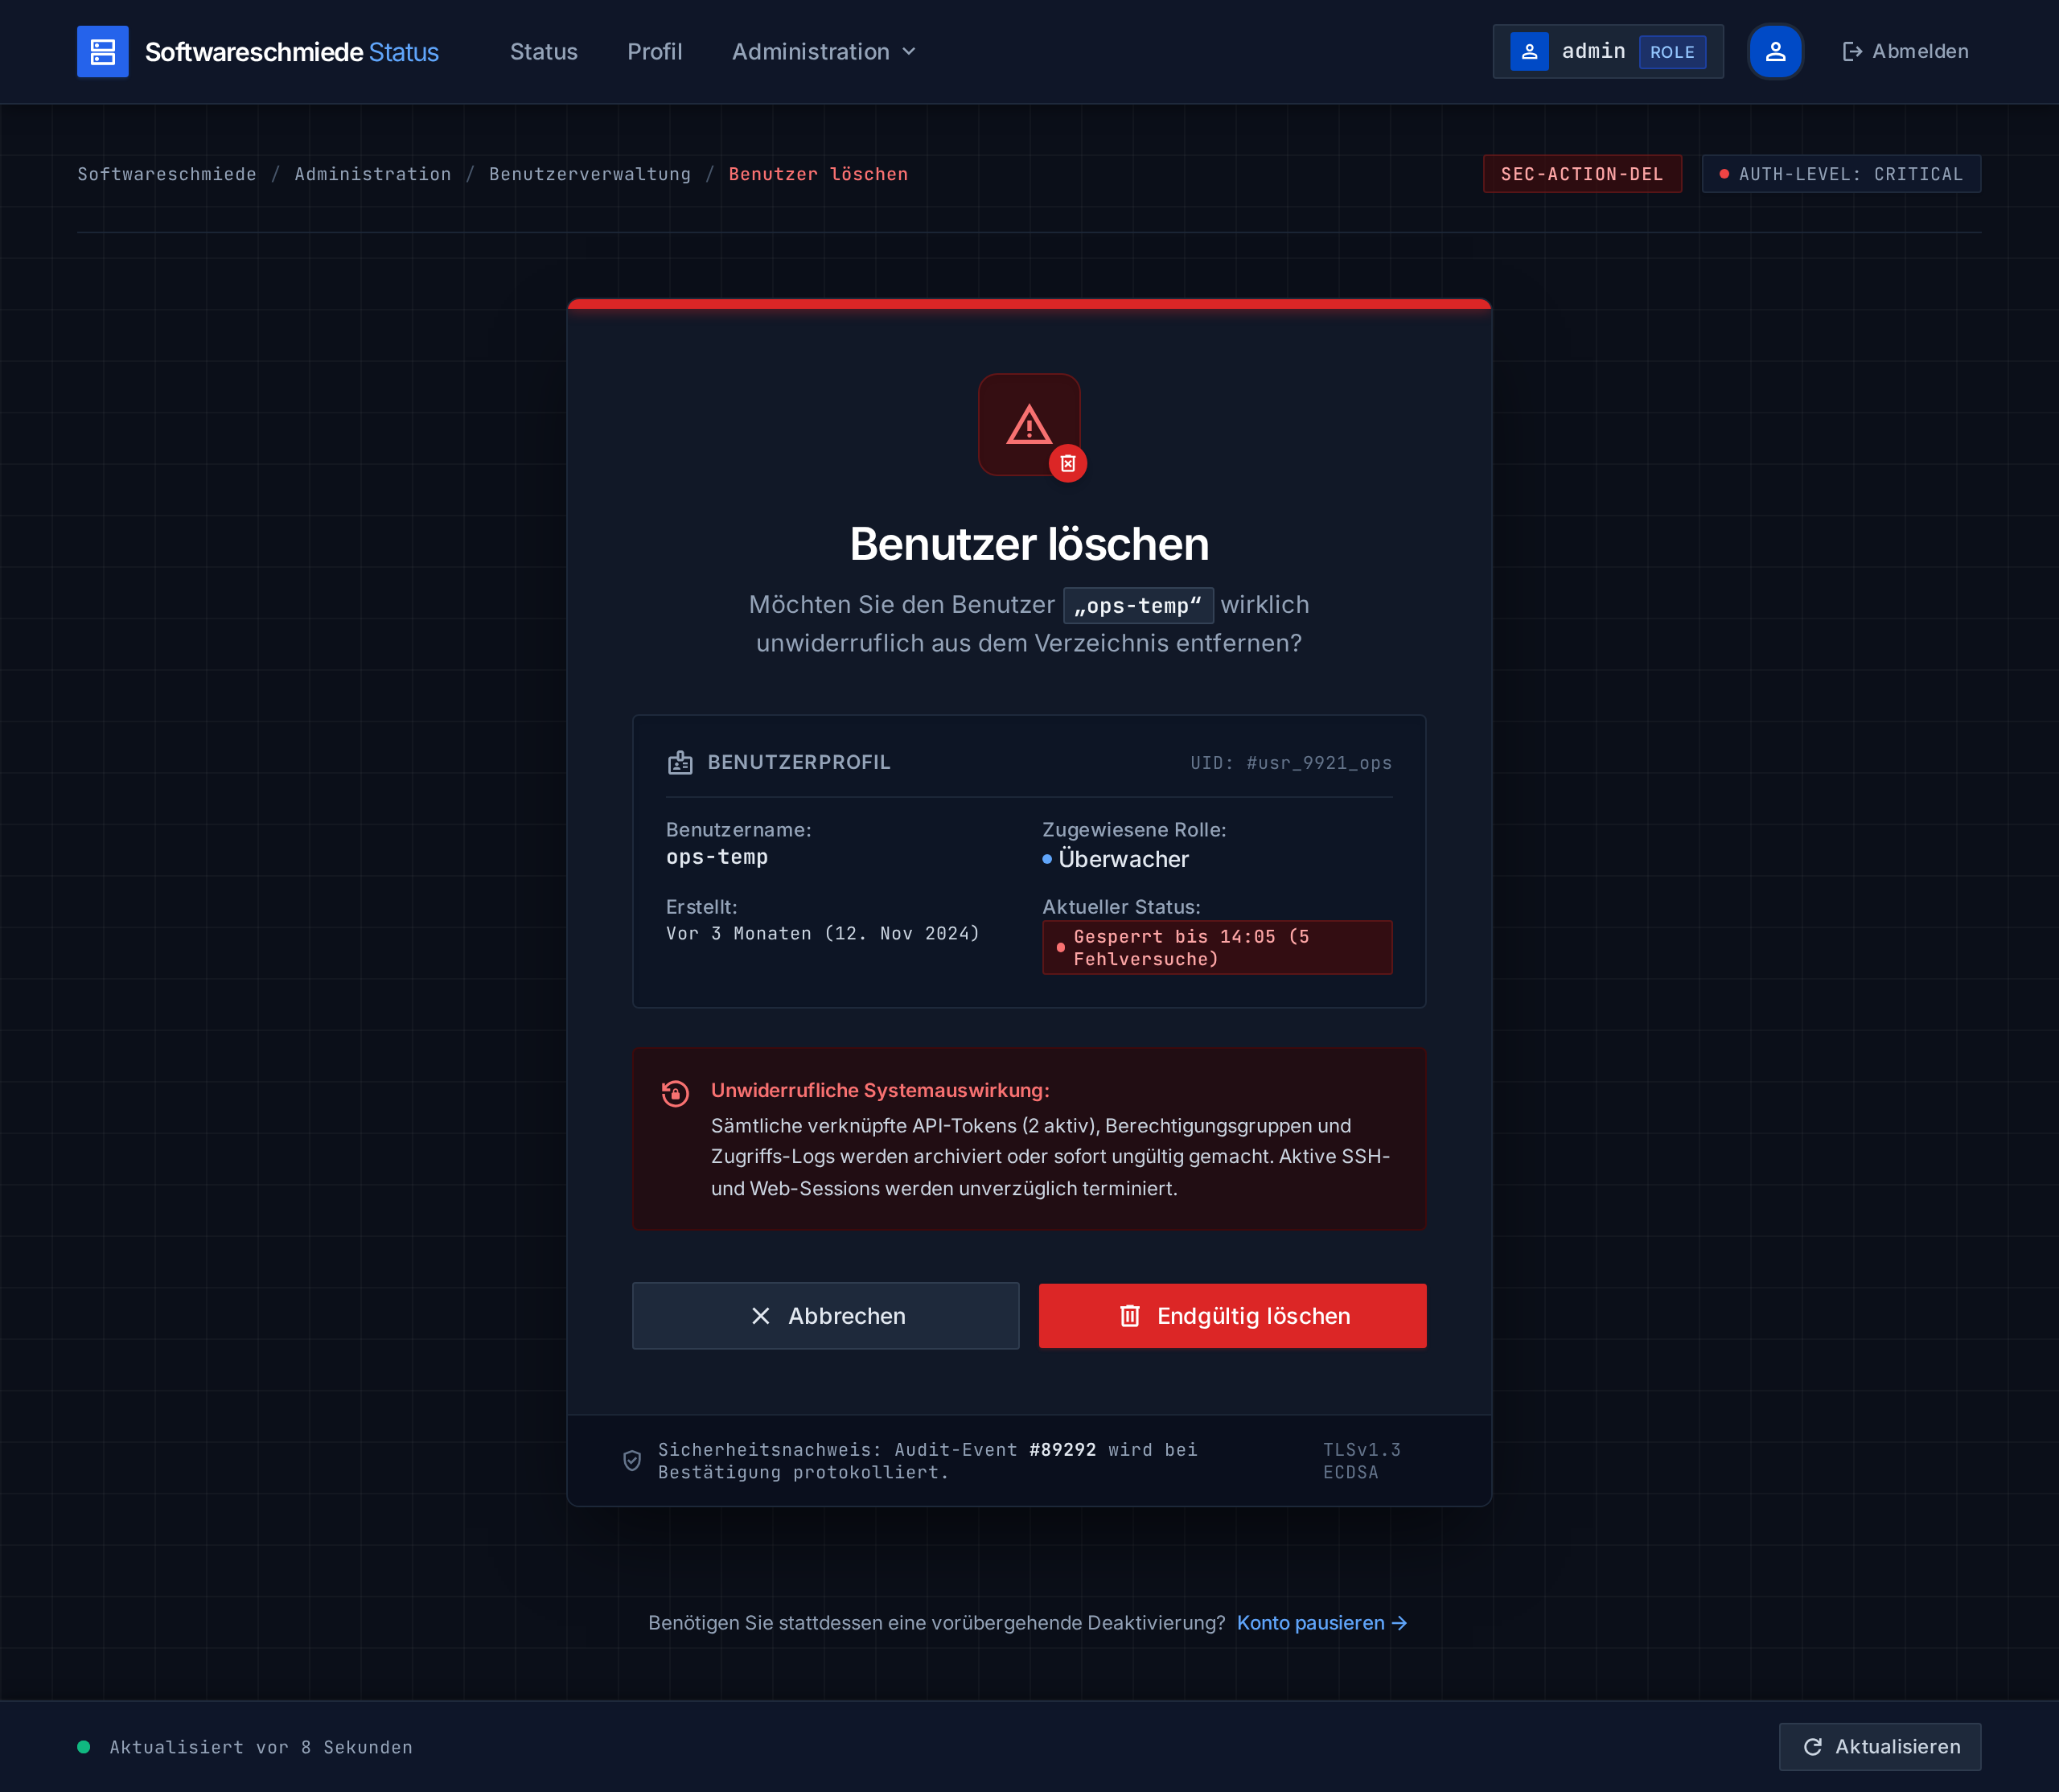 Softwareschmiede Status
Status
Profil
Administration
admin
ROLE
Abmelden
Softwareschmiede / Administration / Benutzerverwaltung / Benutzer löschen
SEC-ACTION-DEL
AUTH-LEVEL: CRITICAL
Benutzer löschen
Möchten Sie den Benutzer „ops-temp“ wirklich
unwiderruflich aus dem Verzeichnis entfernen?
BENUTZERPROFIL
UID: #usr_9921_ops
Benutzername:
ops-temp
Zugewiesene Rolle:
Überwacher
Erstellt:
Vor 3 Monaten (12. Nov 2024)
Aktueller Status:
Gesperrt bis 14:05 (5
Fehlversuche)
Unwiderrufliche Systemauswirkung:
Sämtliche verknüpfte API-Tokens (2 aktiv), Berechtigungsgruppen und
Zugriffs-Logs werden archiviert oder sofort ungültig gemacht. Aktive SSH-
und Web-Sessions werden unverzüglich terminiert.
Abbrechen
Endgültig löschen
Sicherheitsnachweis: Audit-Event #89292 wird bei
Bestätigung protokolliert.
TLSv1.3
ECDSA
Benötigen Sie stattdessen eine vorübergehende Deaktivierung? Konto pausieren →
Aktualisiert vor 8 Sekunden
Aktualisieren